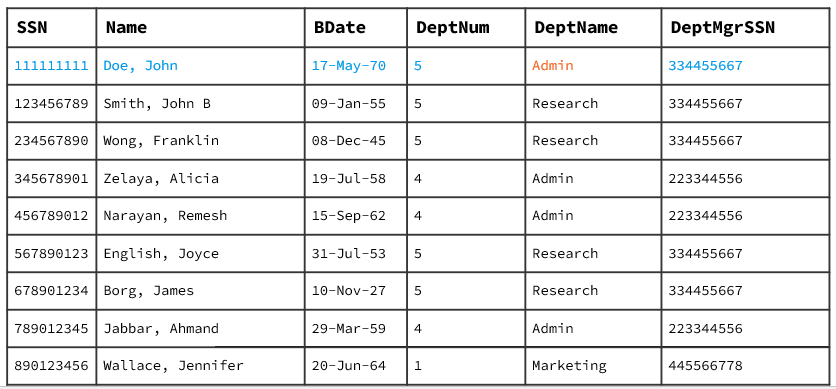 SSN Name BDate DeptNum DeptName DeptMgrSSN
111111111 Doe, John 17-May-70 5 Admin 334455667
123456789 Smith, John B 09-Jan-55 5 Research 334455667
234567890 Wong, Franklin 08-Dec-45 5 Research 334455667
345678901 Zelaya, Alicia 19-Jul-58 4 Admin 223344556
456789012 Narayan, Remesh 15-Sep-62 4 Admin 223344556
567890123 English, Joyce 31-Jul-53 5 Research 334455667
678901234 Borg, James 10-Nov-27 5 Research 334455667
789012345 Jabbar, Ahmand 29-Mar-59 4 Admin 223344556
890123456 Wallace, Jennifer 20-Jun-64 1 Marketing 445566778